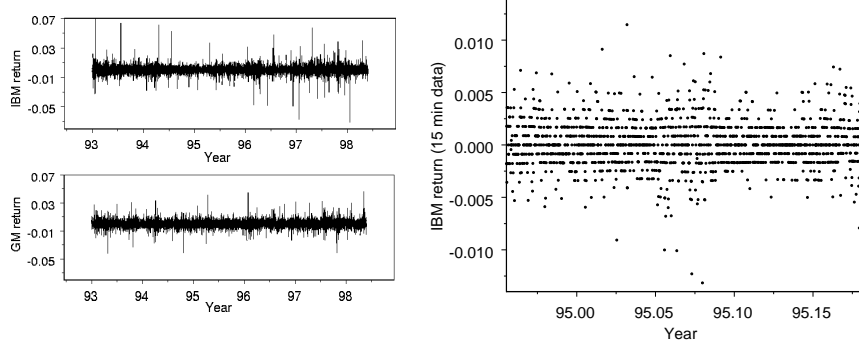 IBM return
0.07
0.03
-0.01
-0.05
93 94 95 96 97 98
Year
GM return
0.07
0.03
-0.01
-0.05
93 94 95 96 97 98
Year
IBM return (15 min data)
0.010
0.005
0.000
-0.005
-0.010
95.00 95.05 95.10 95.15
Year